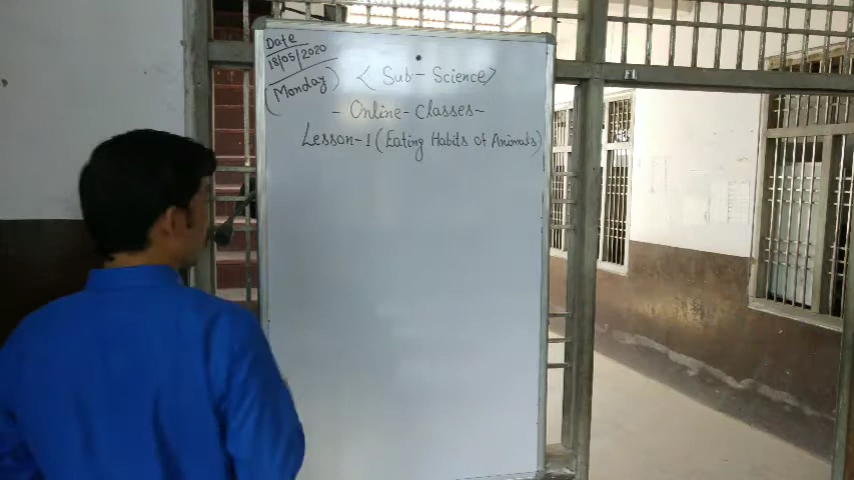 Date
18/05/2020
(Monday)
< Sub - Science >
- Online - Classes -
Lesson - 1 (Eating Habits of Animals)